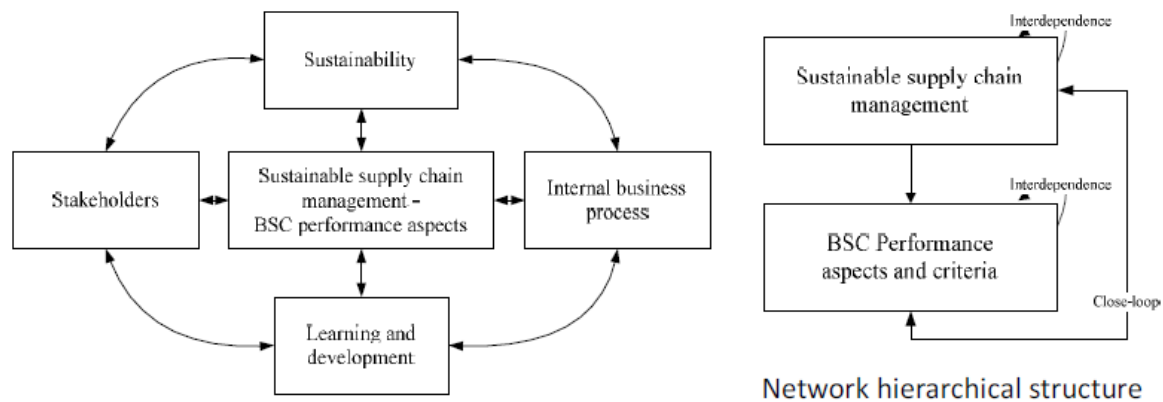 Sustainability
Stakeholders
Sustainable supply chain
management –
BSC performance aspects
Internal business
process
Learning and
development
Interdependence
Sustainable supply chain
management
Interdependence
BSC Performance
aspects and criteria
Close-loop
Network hierarchical structure